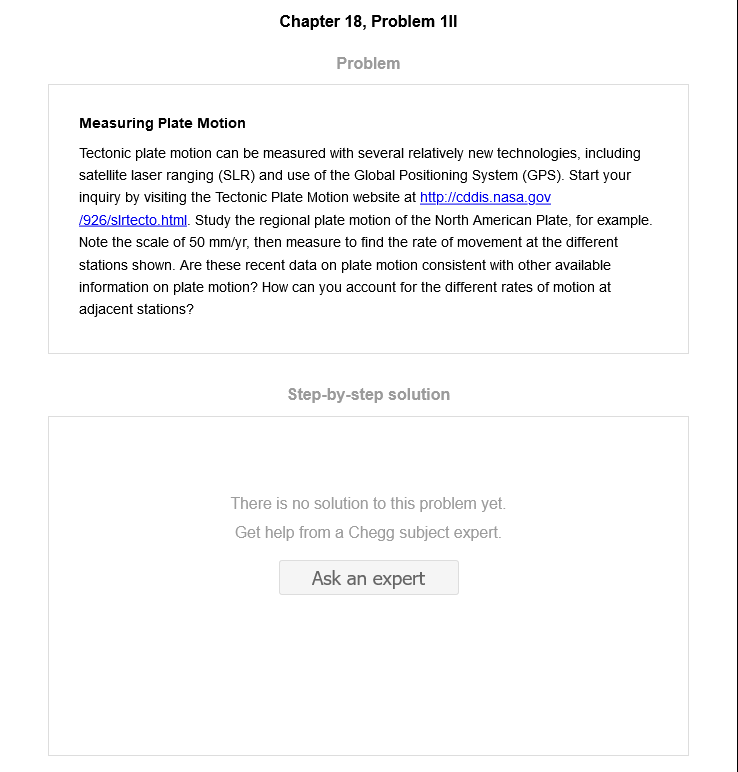 Chapter 18, Problem 1II
Problem
Measuring Plate Motion
Tectonic plate motion can be measured with several relatively new technologies, including
satellite laser ranging (SLR) and use of the Global Positioning System (GPS). Start your
inquiry by visiting the Tectonic Plate Motion website at http://cddis.nasa.gov
/926/slrtecto.html. Study the regional plate motion of the North American Plate, for example.
Note the scale of 50 mm/yr, then measure to find the rate of movement at the different
stations shown. Are these recent data on plate motion consistent with other available
information on plate motion? How can you account for the different rates of motion at
adjacent stations?
Step-by-step solution
There is no solution to this problem yet.
Get help from a Chegg subject expert.
Ask an expert